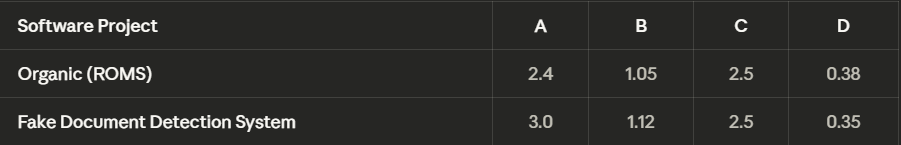 Software Project A B C D
Organic (ROMS) 2.4 1.05 2.5 0.38
Fake Document Detection System 3.0 1.12 2.5 0.35